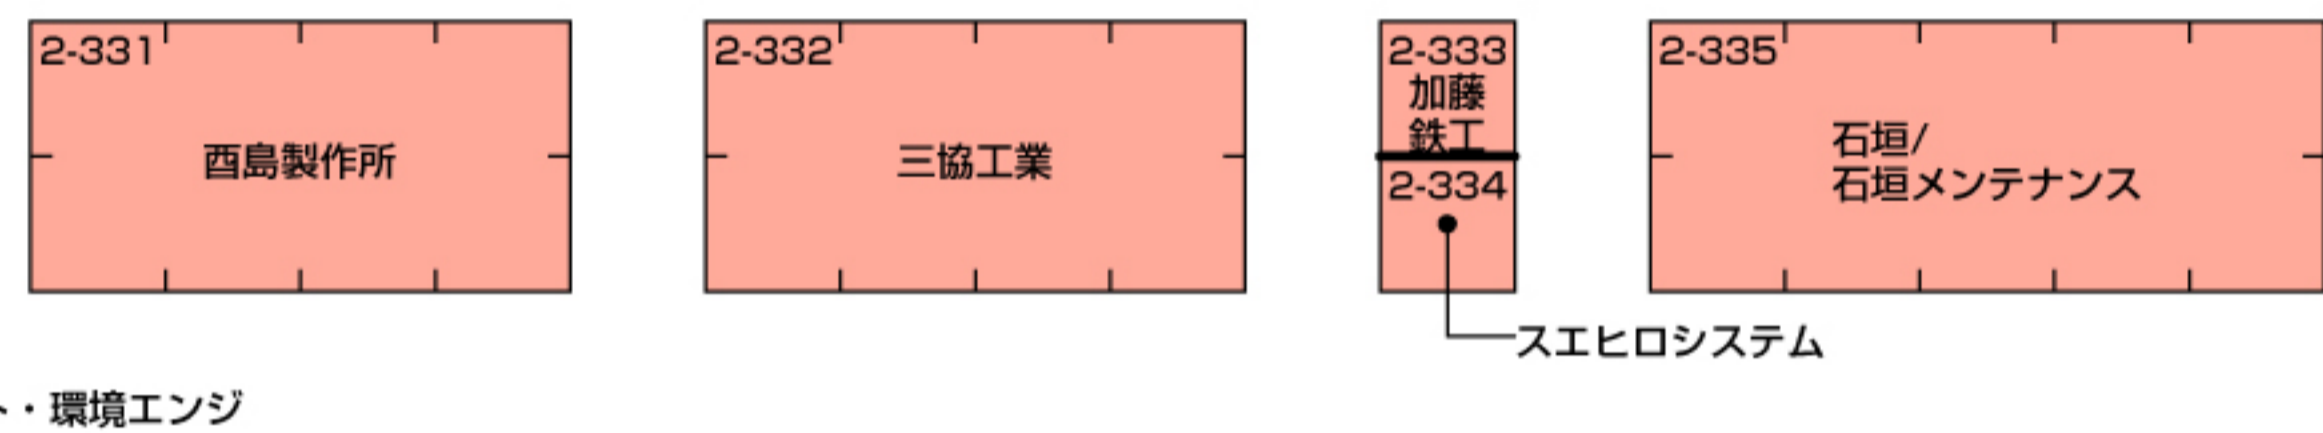 2-331
酉島製作所
2-332
三協工業
2-333
加藤
鉄工
2-334
スエヒロシステム
2-335
石垣/
石垣メンテナンス
・環境エンジ